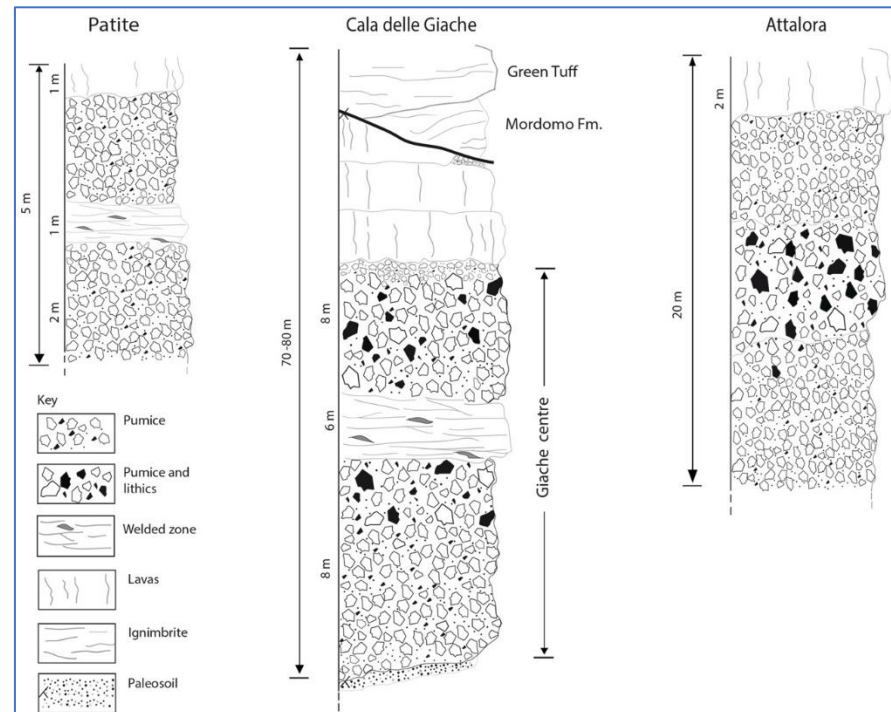 Patite
1 m
5 m
1 m
2 m
Key
Pumice
Pumice and
lithics
Welded zone
Lavas
Ignimbrite
Paleosoil
Cala delle Giache
Green Tuff
Mordomo Fm.
70 -80 m
8 m
6 m
8 m
Giache centre
Attalora
2 m
20 m